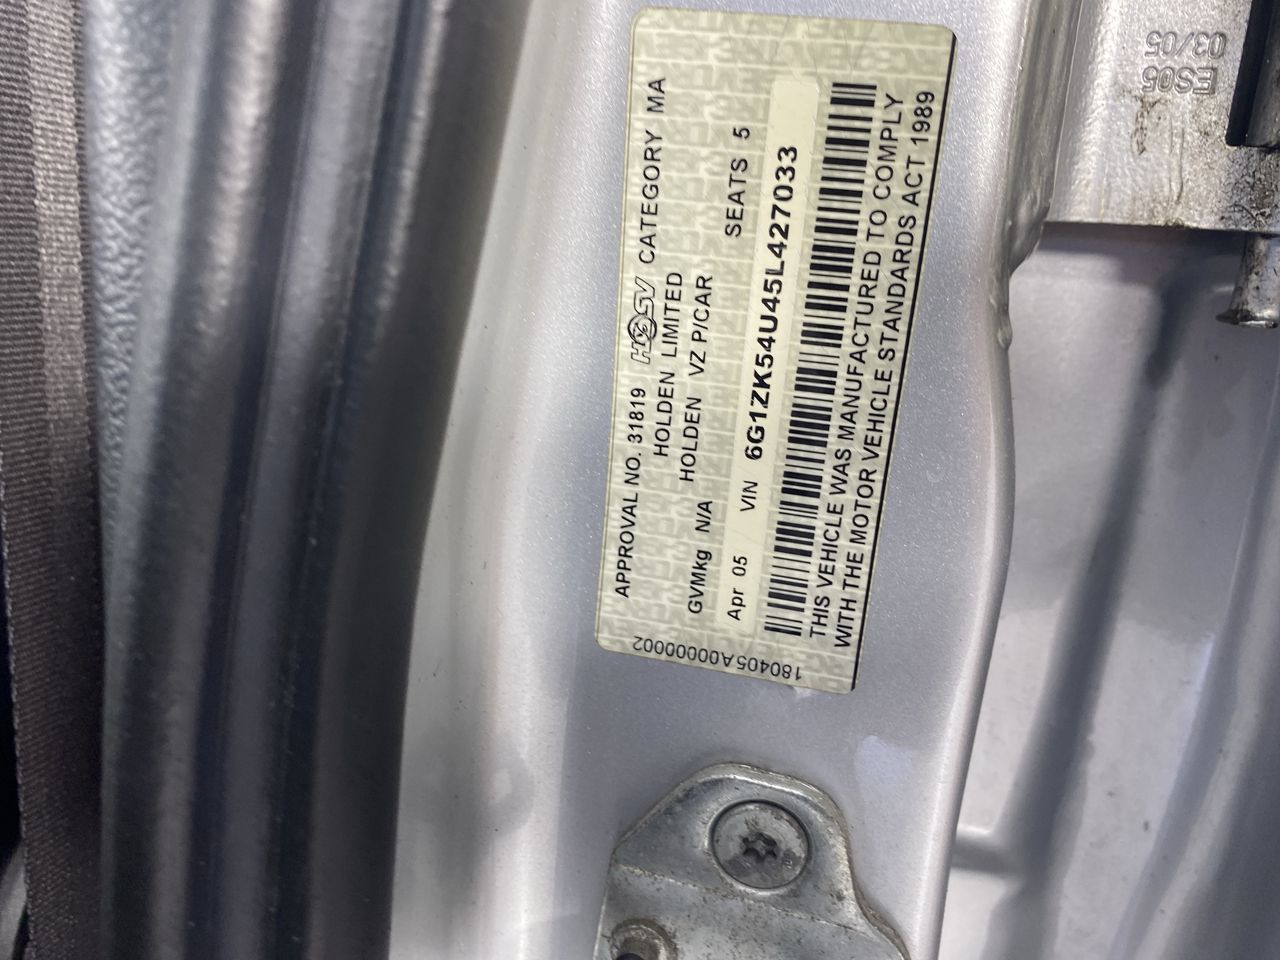 APPROVAL NO. 31819 HSV CATEGORY MA
HOLDEN LIMITED
HOLDEN VZ P/CAR
GVMkg N/A SEATS 5
Apr 05 VIN 6G1ZK54U45L427033
THIS VEHICLE WAS MANUFACTURED TO COMPLY
WITH THE MOTOR VEHICLE STANDARDS ACT 1989
180405A00000002
ES05
03/05